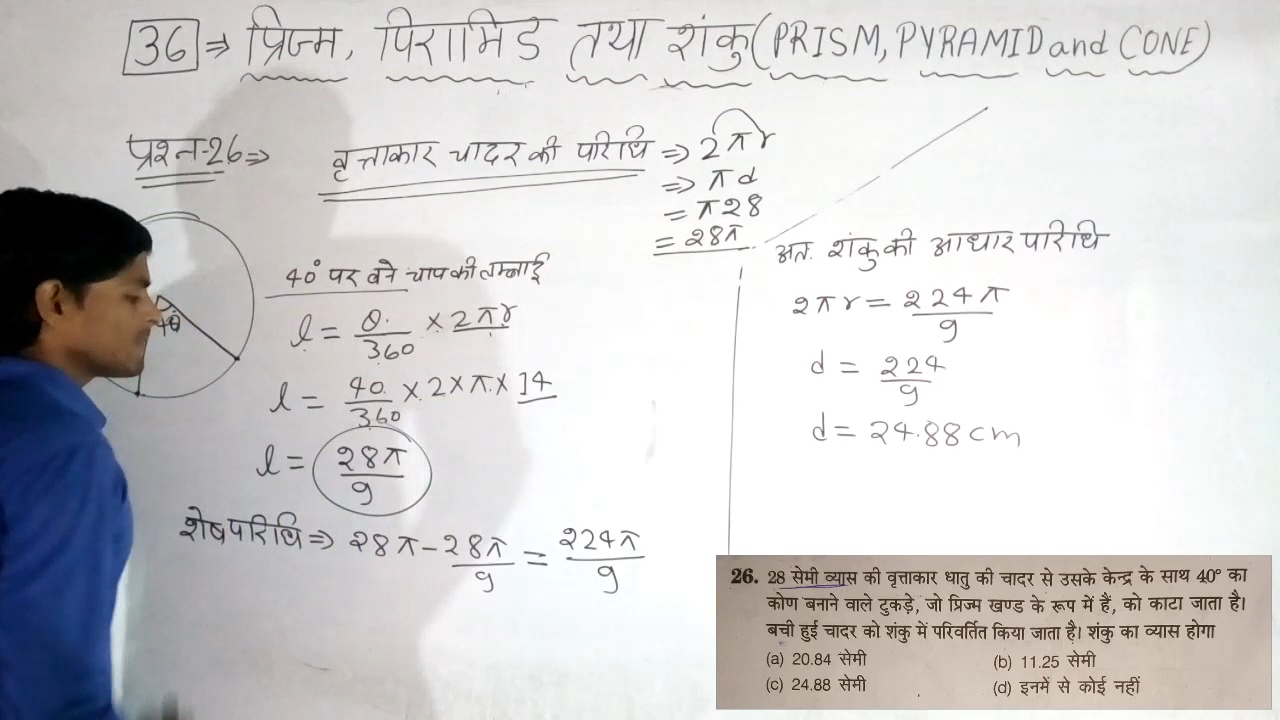 36 ⇒ प्रिज्म, पिरामिड तथा शंकु (PRISM, PYRAMID and CONE)
प्रश्न-26 ⇒ वृत्ताकार चादर की परिधि ⇒ 2πr
⇒ πd
= π28
= 28π
40° पर बने चाप की लम्बाई
l = θ/360 × 2πr
l = 40/360 × 2 × π × 14
l = 28π/9
शेष परिधि ⇒ 28π - 28π/9 = 224π/9
अतः शंकु की आधार परिधि
2πr = 224π/9
d = 224/9
d = 24.88 cm
26. 28 सेमी व्यास की वृत्ताकार धातु की चादर से उसके केन्द्र के साथ 40° का
कोण बनाने वाले टुकड़े, जो प्रिज्म खण्ड के रूप में हैं, को काटा जाता है।
बची हुई चादर को शंकु में परिवर्तित किया जाता है। शंकु का व्यास होगा
(a) 20.84 सेमी (b) 11.25 सेमी
(c) 24.88 सेमी (d) इनमें से कोई नहीं